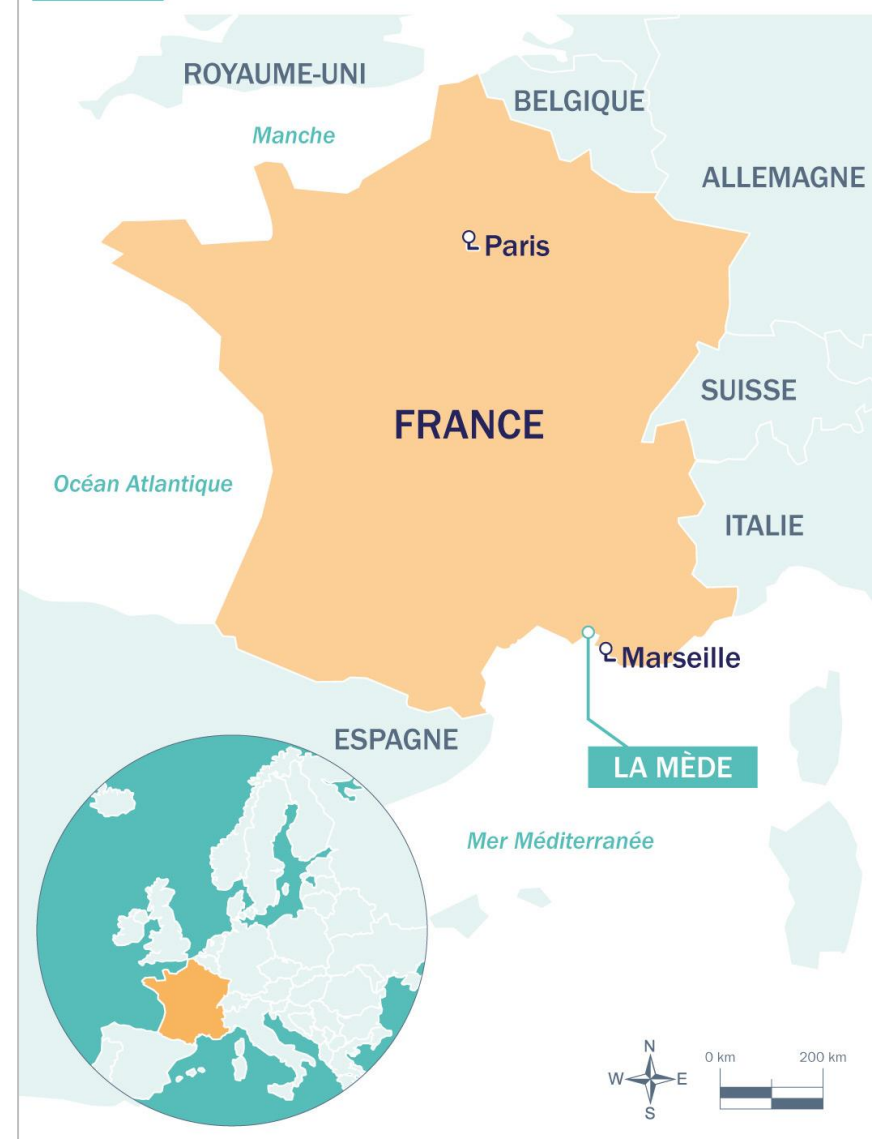 ROYAUME-UNI
BELGIQUE
Manche
ALLEMAGNE
Paris
SUISSE
FRANCE
Océan Atlantique
ITALIE
Marseille
ESPAGNE
LA MÈDE
Mer Méditerranée
N
0 km 200 km
W E
S